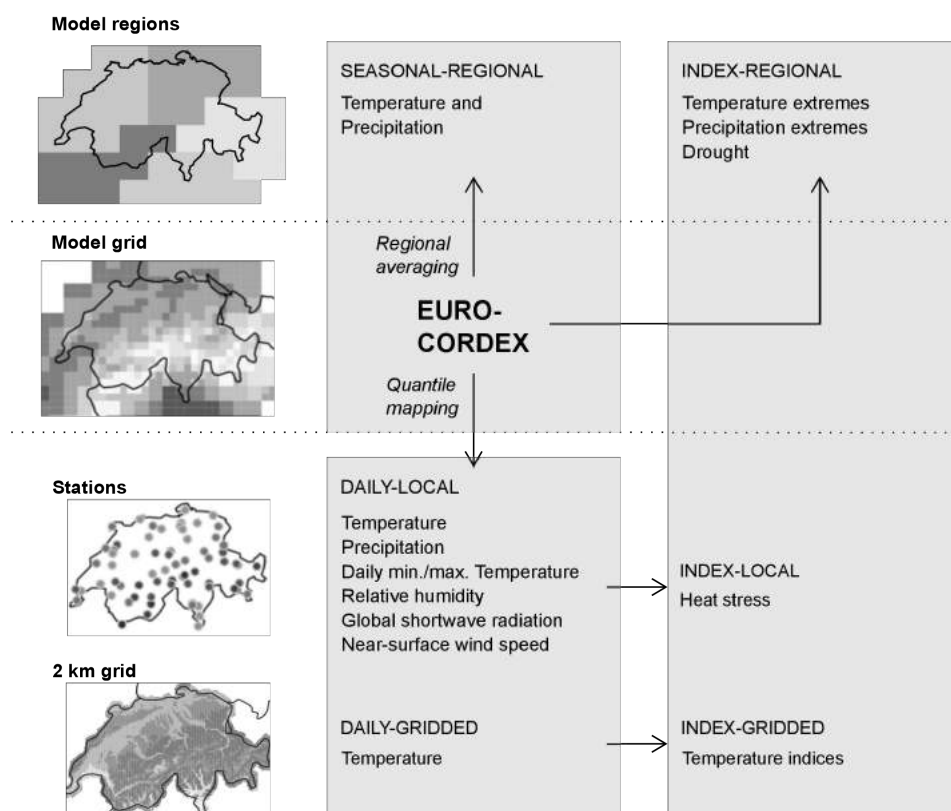 Model regions
SEASONAL-REGIONAL
Temperature and
Precipitation
INDEX-REGIONAL
Temperature extremes
Precipitation extremes
Drought
Model grid
Regional
averaging
EURO-
CORDEX
Quantile
mapping
Stations
DAILY-LOCAL
Temperature
Precipitation
Daily min./max. Temperature
Relative humidity
Global shortwave radiation
Near-surface wind speed
INDEX-LOCAL
Heat stress
2 km grid
DAILY-GRIDDED
Temperature
INDEX-GRIDDED
Temperature indices